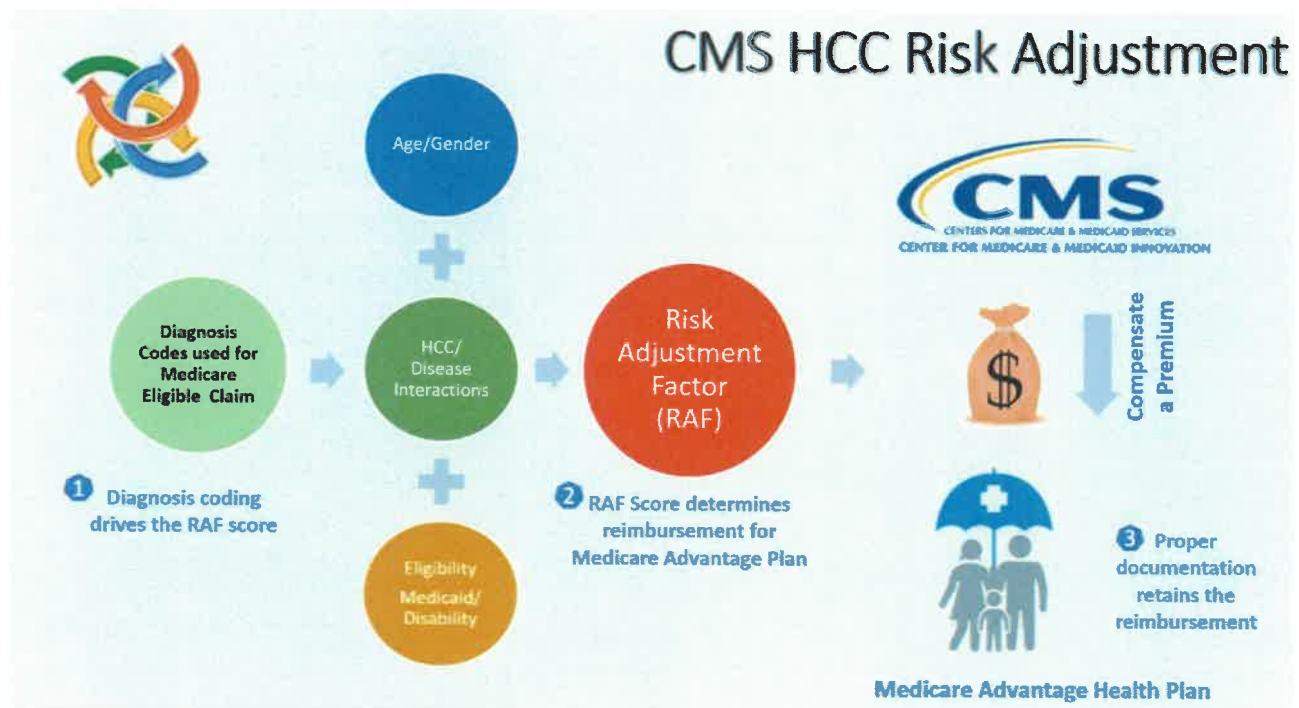 CMS HCC Risk Adjustment
Age/Gender
CMS
CENTERS FOR MEDICARE & MEDICAID SERVICES
CENTER FOR MEDICARE & MEDICAID INNOVATION
Diagnosis
Codes used for
Medicare
Eligible Claim
HCC/
Disease
Interactions
Risk
Adjustment
Factor
(RAF)
$
Compensate
a Premium
1 Diagnosis coding
drives the RAF score
2 RAF Score determines
reimbursement for
Medicare Advantage Plan
Eligibility
Medicaid/
Disability
3 Proper
documentation
retains the
reimbursement
Medicare Advantage Health Plan